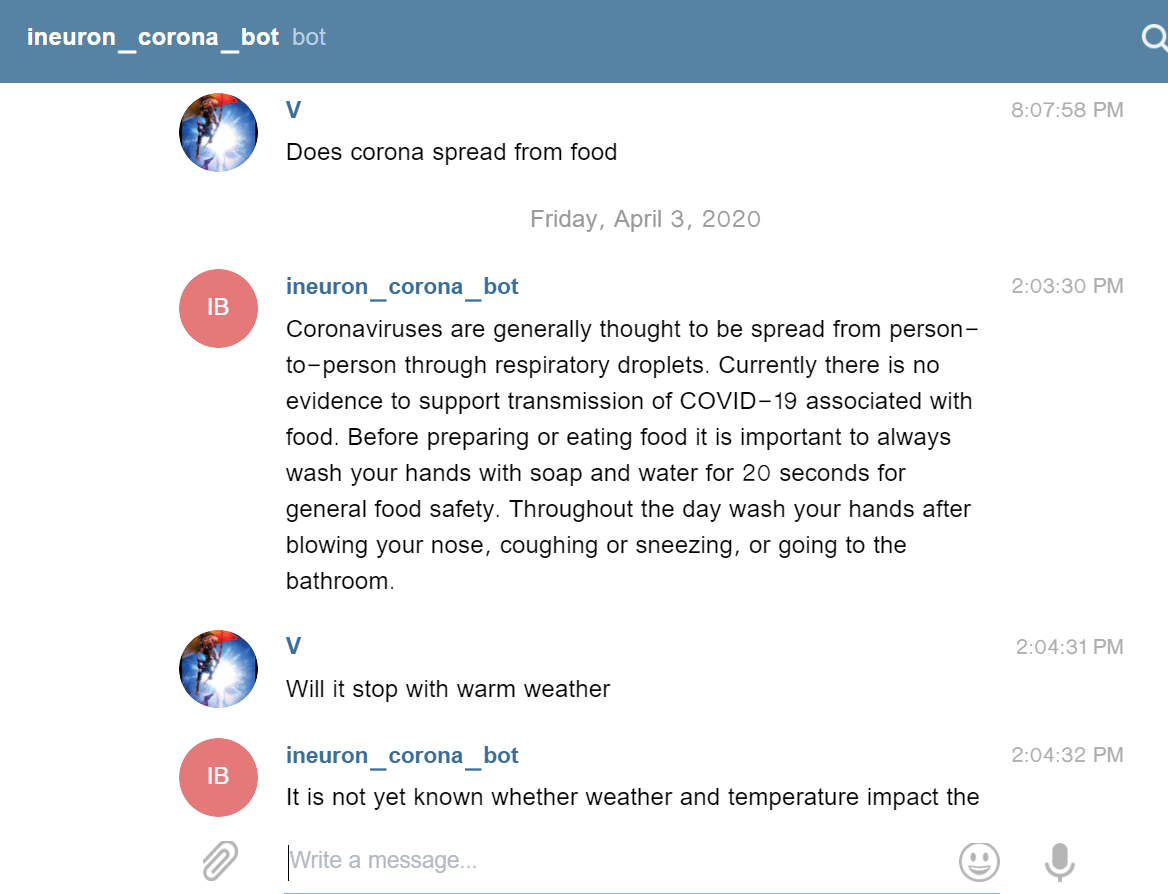 ineuron_corona_bot bot
V 8:07:58 PM
Does corona spread from food
Friday, April 3, 2020
IB
ineuron_corona_bot 2:03:30 PM
Coronaviruses are generally thought to be spread from person-
to-person through respiratory droplets. Currently there is no
evidence to support transmission of COVID-19 associated with
food. Before preparing or eating food it is important to always
wash your hands with soap and water for 20 seconds for
general food safety. Throughout the day wash your hands after
blowing your nose, coughing or sneezing, or going to the
bathroom.
V 2:04:31 PM
Will it stop with warm weather
IB
ineuron_corona_bot 2:04:32 PM
It is not yet known whether weather and temperature impact the
Write a message...